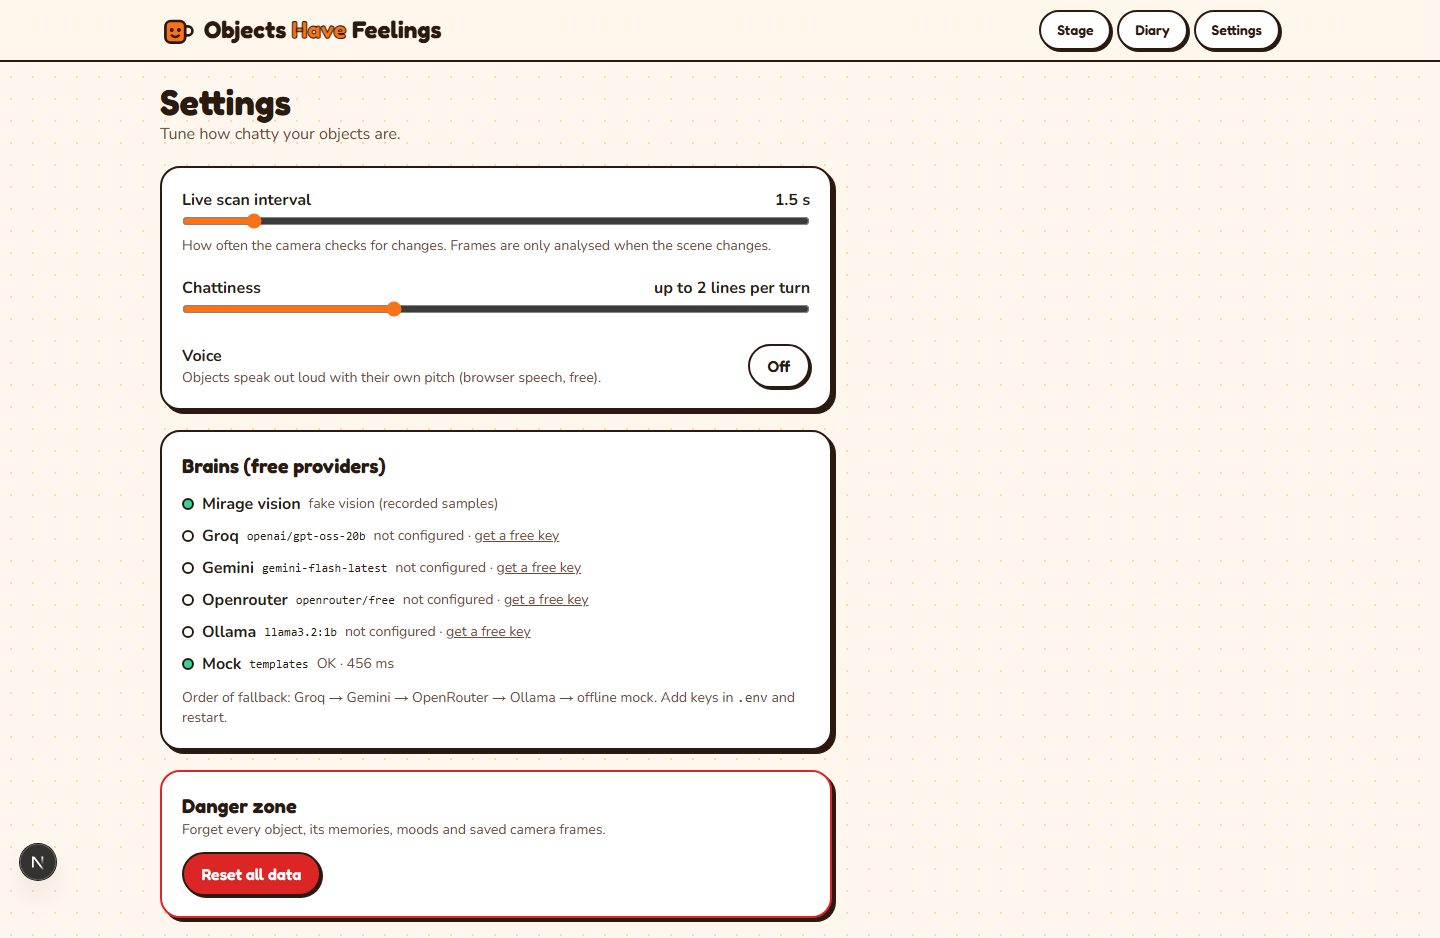 Objects Have Feelings
Stage
Diary
Settings
Settings
Tune how chatty your objects are.
Live scan interval
1.5 s
How often the camera checks for changes. Frames are only analysed when the scene changes.
Chattiness
up to 2 lines per turn
Voice
Objects speak out loud with their own pitch (browser speech, free).
Off
Brains (free providers)
Mirage vision fake vision (recorded samples)
Groq openai/gpt-oss-20b not configured · get a free key
Gemini gemini-flash-latest not configured · get a free key
Openrouter openrouter/free not configured · get a free key
Ollama llama3.2:1b not configured · get a free key
Mock templates OK · 456 ms
Order of fallback: Groq → Gemini → OpenRouter → Ollama → offline mock. Add keys in .env and
restart.
Danger zone
Forget every object, its memories, moods and saved camera frames.
Reset all data
N